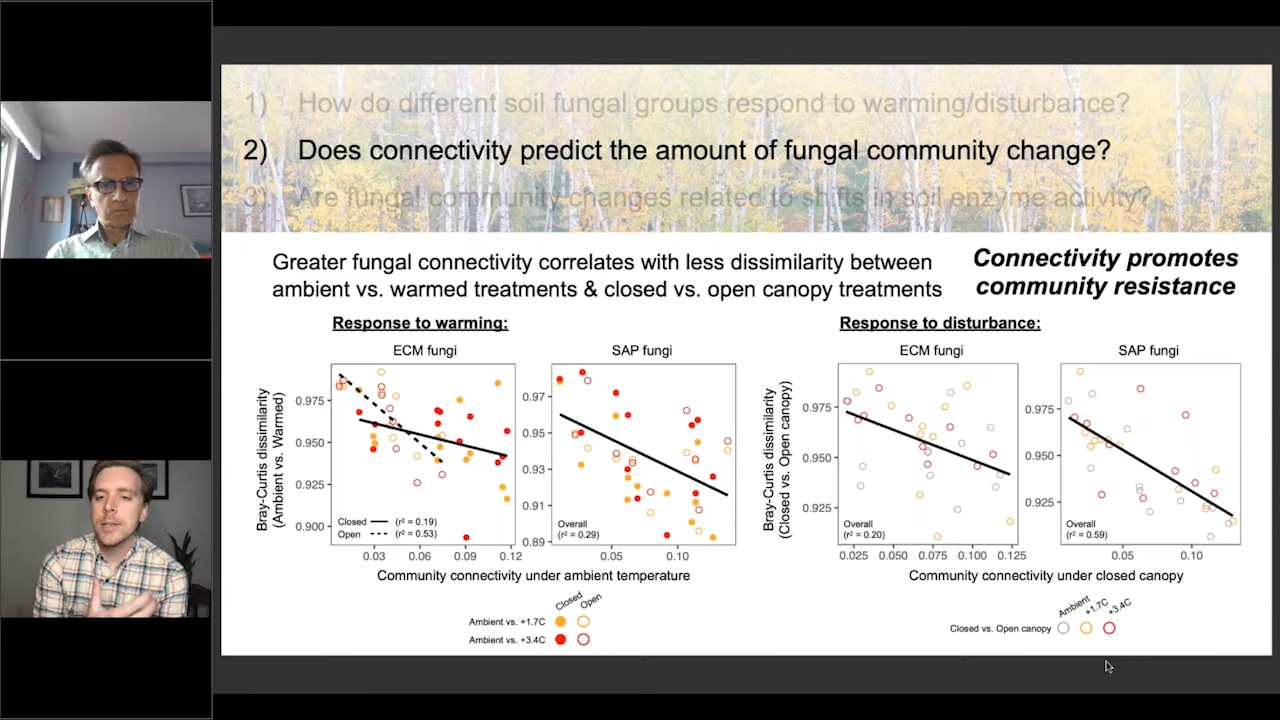 1) How do different soil fungal groups respond to warming/disturbance?
2) Does connectivity predict the amount of fungal community change?
3) Are fungal community changes related to shifts in soil enzyme activity?
Greater fungal connectivity correlates with less dissimilarity between
ambient vs. warmed treatments & closed vs. open canopy treatments
Connectivity promotes
community resistance
Response to warming:
ECM fungi
SAP fungi
Bray-Curtis dissimilarity
(Ambient vs. Warmed)
0.975
0.950
0.925
0.900
Closed (r² = 0.19)
Open (r² = 0.53)
0.03 0.06 0.09 0.12
0.97
0.95
0.93
0.91
0.89
Overall
(r² = 0.29)
0.05 0.10
Community connectivity under ambient temperature
Closed Open
Ambient vs. +1.7C
Ambient vs. +3.4C
Response to disturbance:
ECM fungi
SAP fungi
Bray-Curtis dissimilarity
(Closed vs. Open canopy)
0.975
0.950
0.925
Overall
(r² = 0.20)
0.025 0.050 0.075 0.100 0.125
0.975
0.950
0.925
Overall
(r² = 0.59)
0.05 0.10
Community connectivity under closed canopy
Ambient +1.7C +3.4C
Closed vs. Open canopy